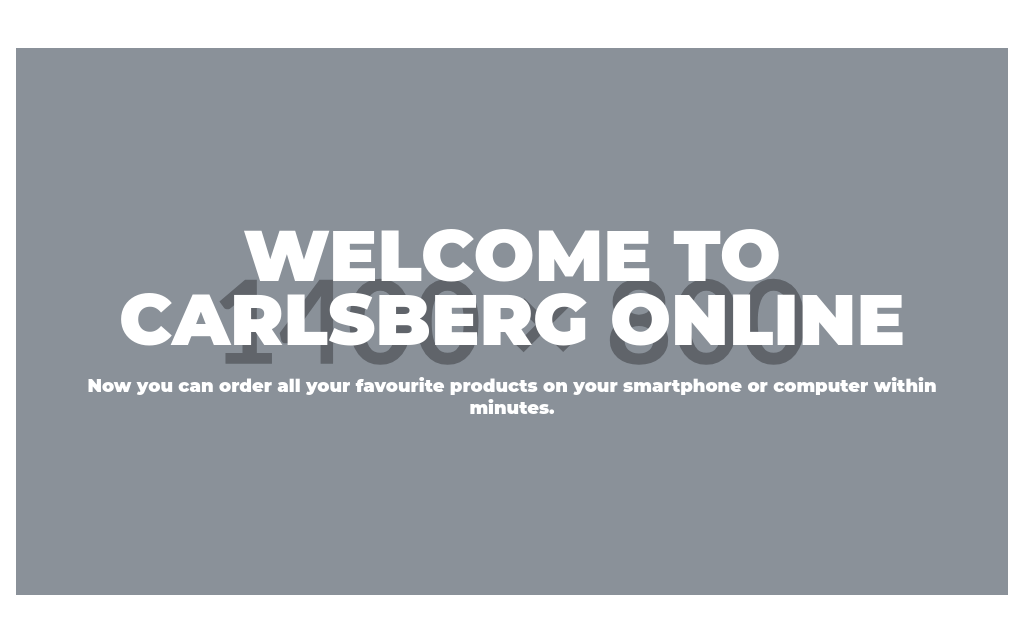 WELCOME TO
1400 × 800
CARLSBERG ONLINE
Now you can order all your favourite products on your smartphone or computer within
minutes.